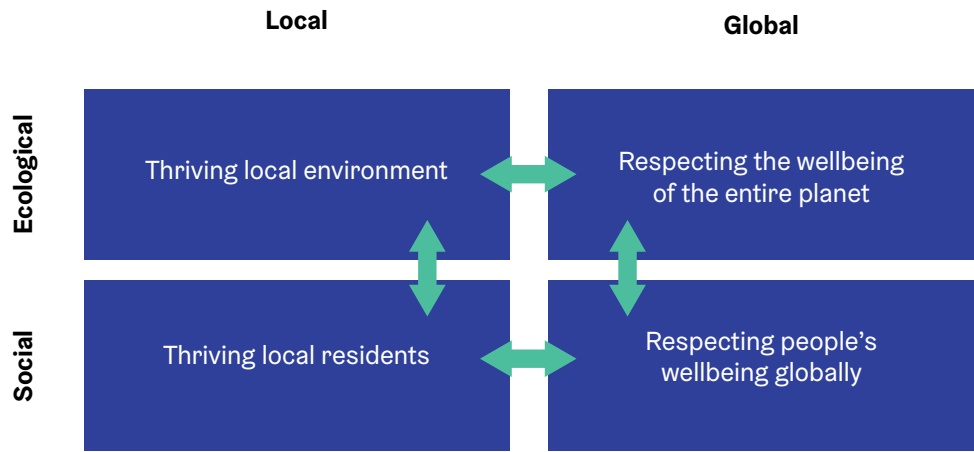 Local
Global
Ecological
Thriving local environment
Respecting the wellbeing
of the entire planet
Social
Thriving local residents
Respecting people’s
wellbeing globally